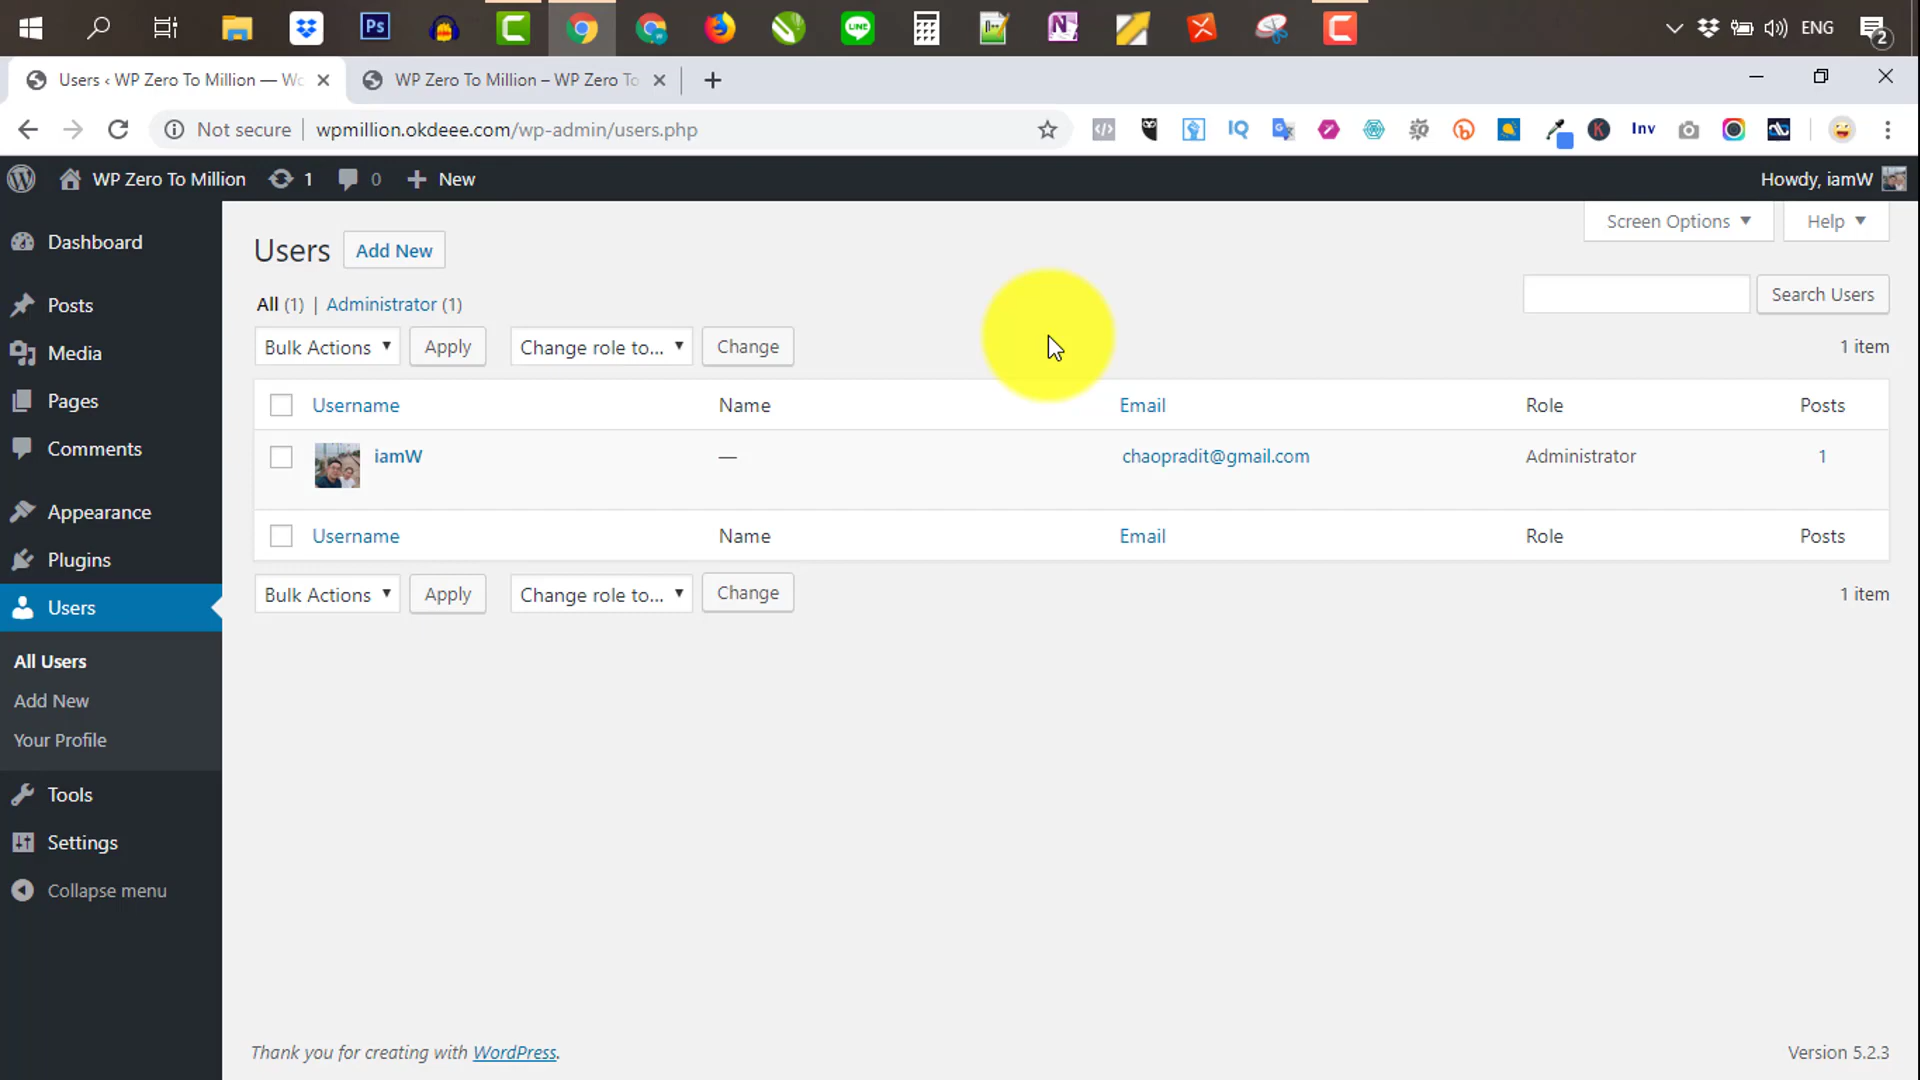 ENG
2
Users ‹ WP Zero To Million — Wo
WP Zero To Million – WP Zero To
Not secure | wpmillion.okdeee.com/wp-admin/users.php
IQ
Inv
WP Zero To Million 1 0 New
Howdy, iamW
Screen Options
Help
Dashboard
Posts
Media
Pages
Comments
Appearance
Plugins
Users
All Users
Add New
Your Profile
Tools
Settings
Collapse menu
Users
Add New
All (1) | Administrator (1)
Search Users
Bulk Actions
Apply
Change role to...
Change
1 item
Username Name Email Role Posts
iamW — chaopradit@gmail.com Administrator 1
Username Name Email Role Posts
Bulk Actions
Apply
Change role to...
Change
1 item
Thank you for creating with WordPress.
Version 5.2.3